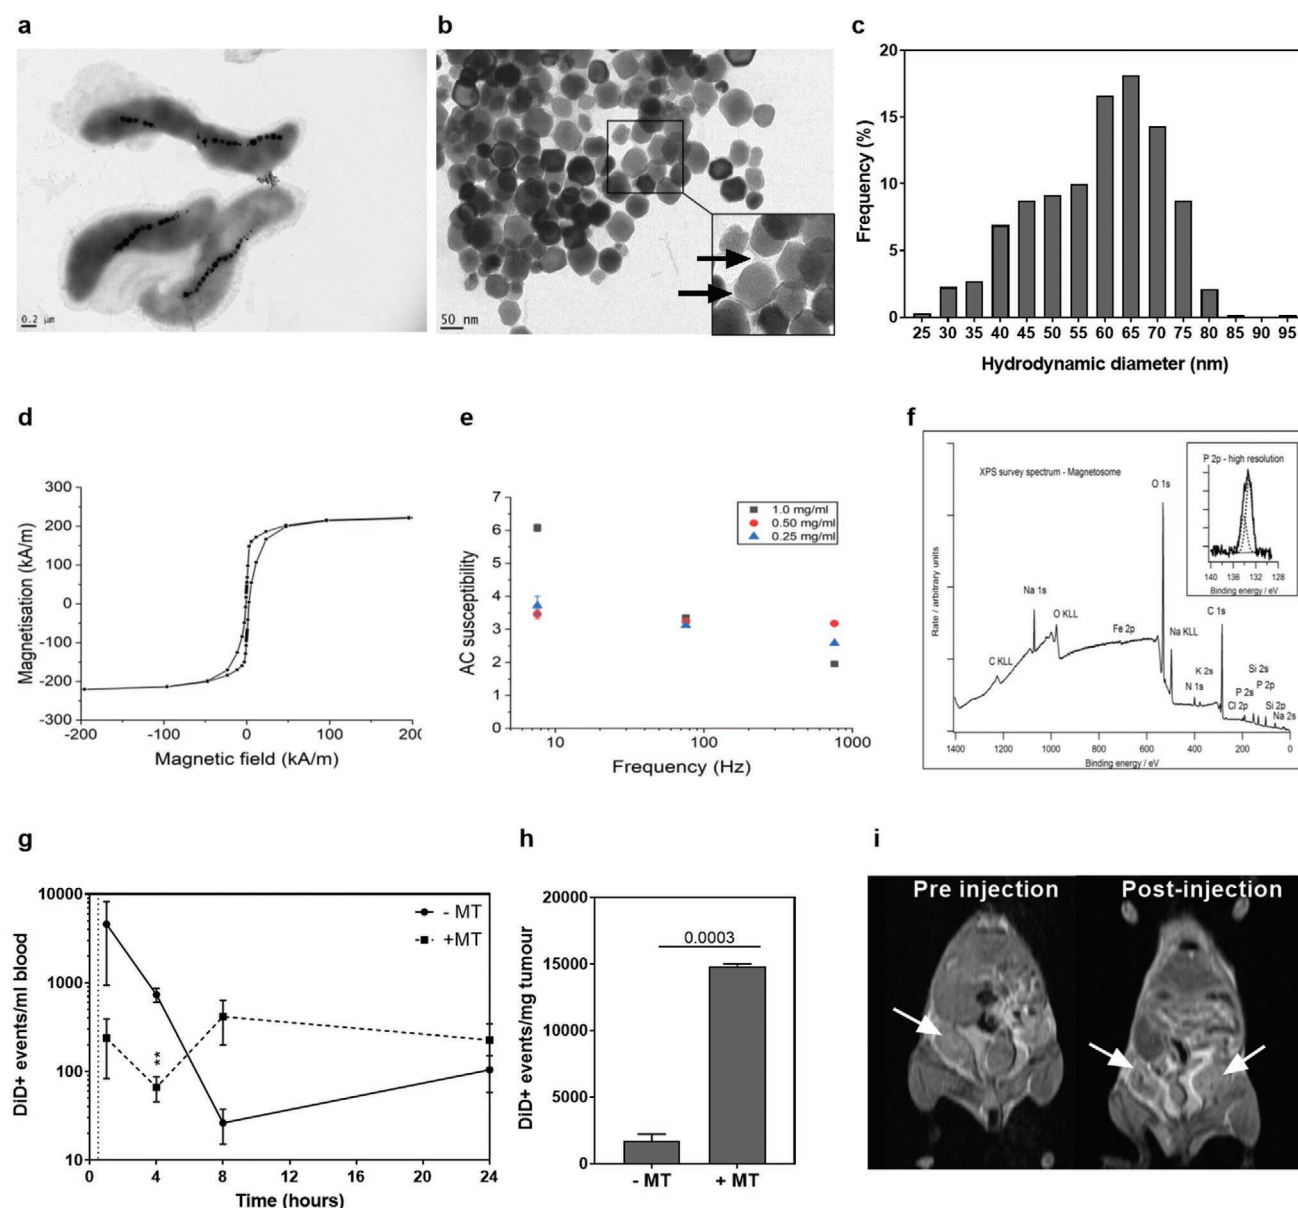 a
0.2 µm
b
50 nm
c
20
15
10
5
0
Frequency (%)
25 30 35 40 45 50 55 60 65 70 75 80 85 90 95
Hydrodynamic diameter (nm)
d
300
200
100
0
-100
-200
-300
Magnetisation (kA/m)
-200 -100 0 100 200
Magnetic field (kA/m)
e
7
6
5
4
3
2
1
0
AC susceptibility
1.0 mg/ml
0.50 mg/ml
0.25 mg/ml
10 100 1000
Frequency (Hz)
f
XPS survey spectrum - Magnetosome
P 2p - high resolution
140 136 132 128
Binding energy / eV
O 1s
Na 1s
O KLL
C KLL
Fe 2p
Na KLL
C 1s
K 2s
N 1s
Si 2s
P 2s
P 2p
Cl 2p
Si 2p
Na 2s
Rate / arbitrary units
1400 1200 1000 800 600 400 200 0
Binding energy / eV
g
10000
1000
100
10
DiD+ events/ml blood
- MT
+MT
**
0 4 8 12 16 20 24
Time (hours)
h
20000
15000
10000
5000
0
DiD+ events/mg tumour
0.0003
- MT + MT
i
Pre injection
Post-injection